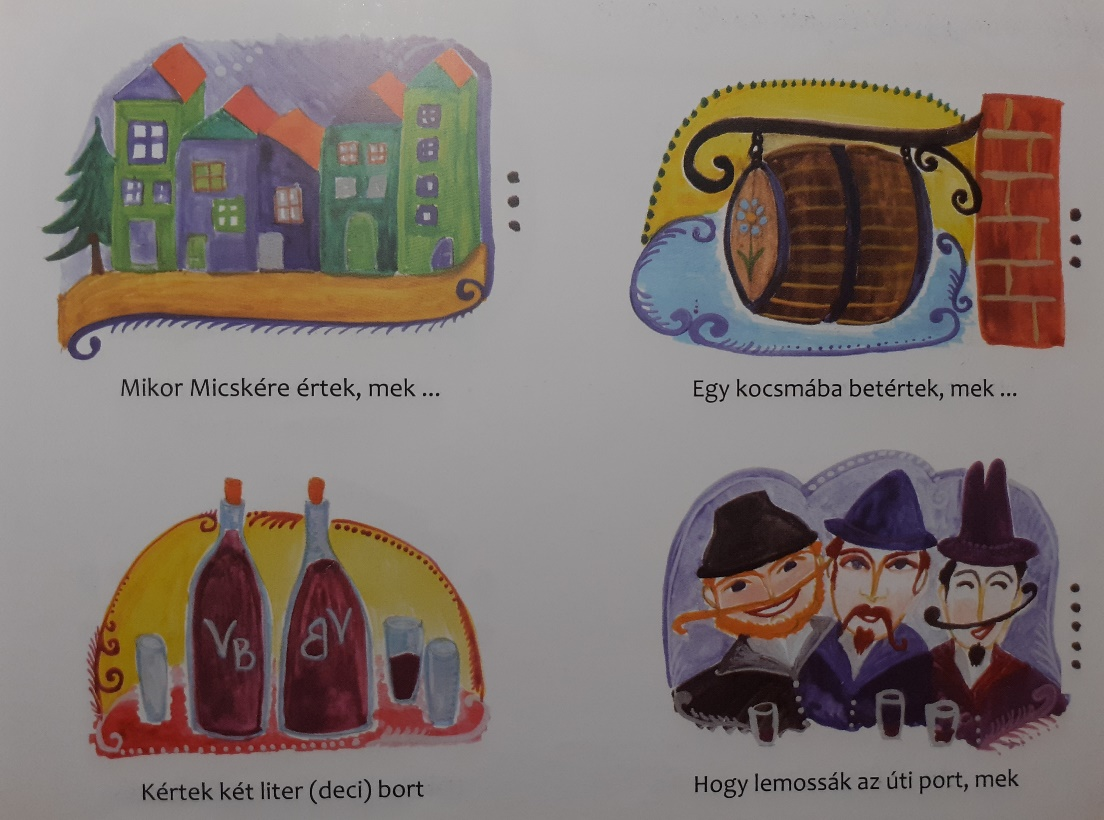 Mikor Micskére értek, mek ...
Egy kocsmába betértek, mek ...
VB
BV
Kértek két liter (deci) bort
Hogy lemossák az úti port, mek